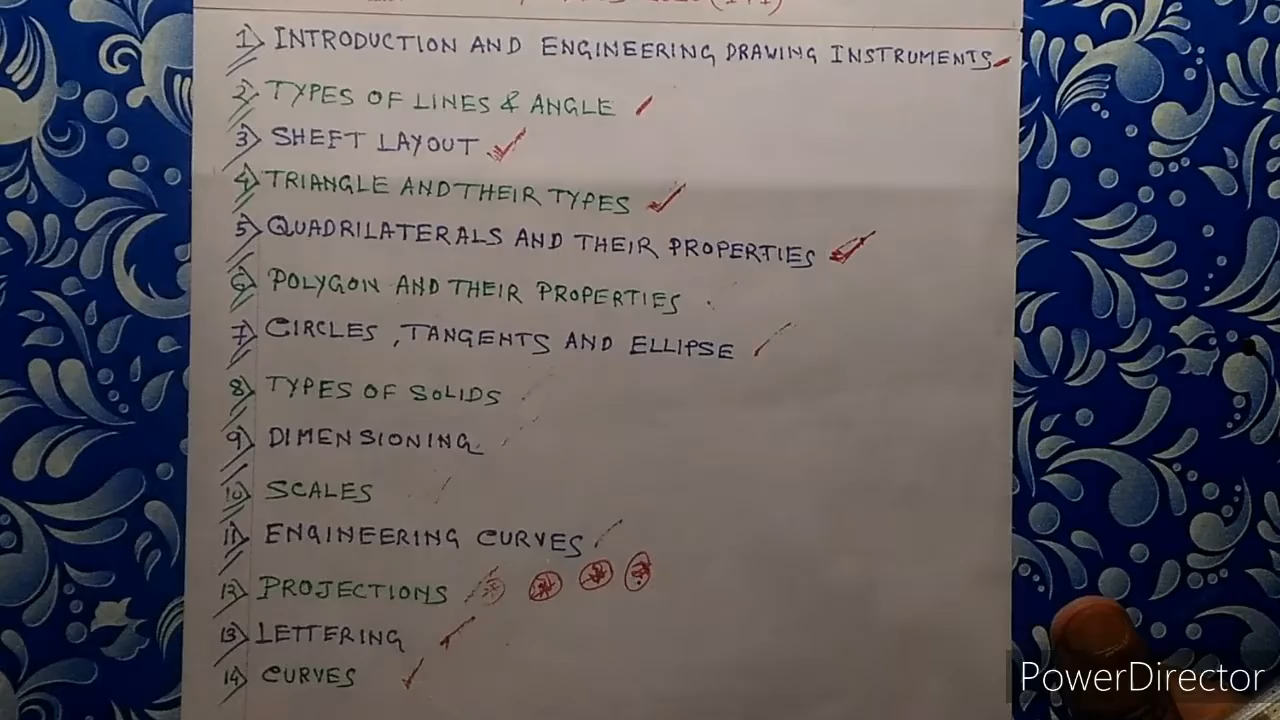 1) INTRODUCTION AND ENGINEERING DRAWING INSTRUMENTS
2) TYPES OF LINES & ANGLE
3) SHEET LAYOUT
4) TRIANGLE AND THEIR TYPES
5) QUADRILATERALS AND THEIR PROPERTIES
6) POLYGON AND THEIR PROPERTIES
7) CIRCLES, TANGENTS AND ELLIPSE
8) TYPES OF SOLIDS
9) DIMENSIONING
10) SCALES
11) ENGINEERING CURVES
12) PROJECTIONS
13) LETTERING
14) CURVES
PowerDirector